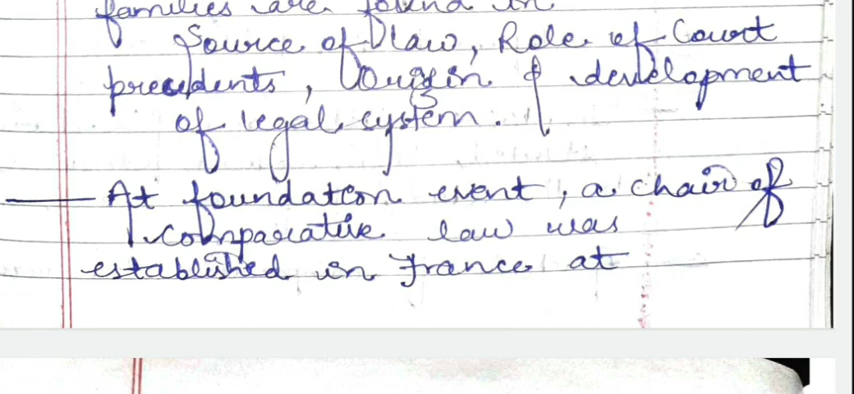 families are found in
Source of law, Role of Court
precedents, Origin & development
of legal system.
At foundation event, a chair of
comparative law was
established in France at